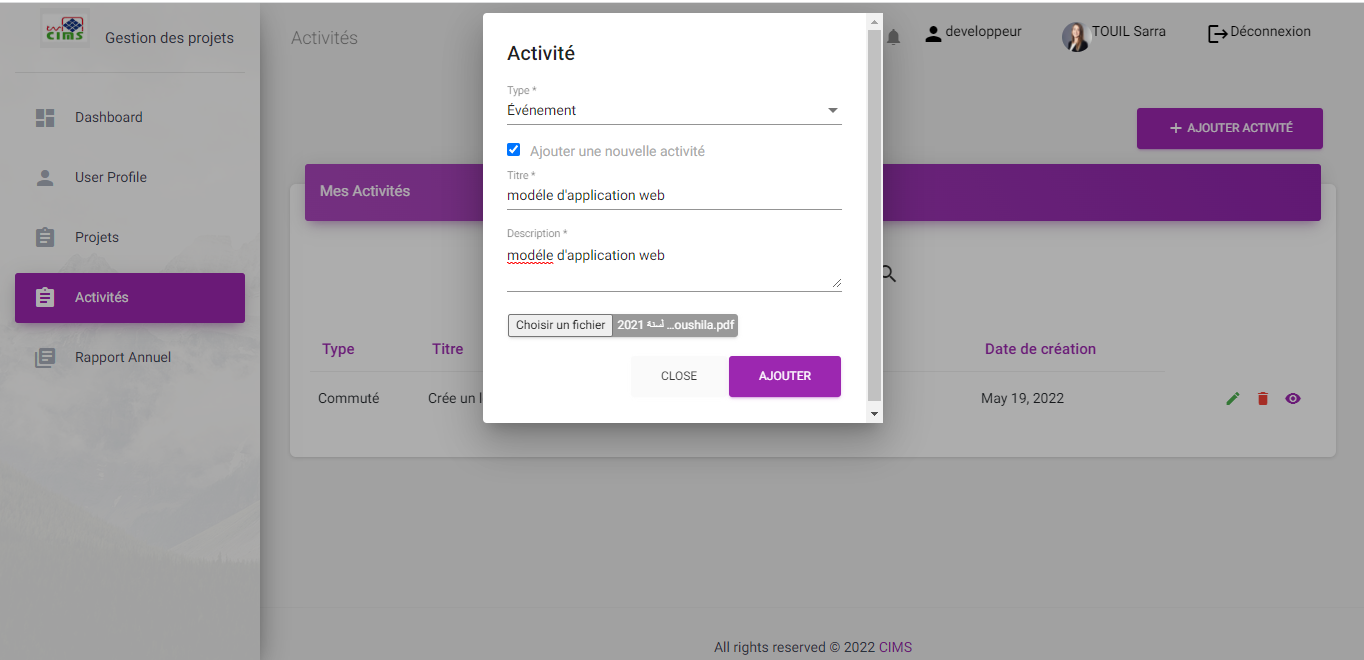 CIMS
Gestion des projets
Dashboard
User Profile
Projets
Activités
Rapport Annuel
Activités
developpeur
TOUIL Sarra
Déconnexion
+ AJOUTER ACTIVITÉ
Mes Activités
Type
Titre
Date de création
Commuté
Crée un l
May 19, 2022
Activité
Type *
Événement
Ajouter une nouvelle activité
Titre *
modéle d'application web
Description *
modéle d'application web
Choisir un fichier
2021 لسنة ...oushila.pdf
CLOSE
AJOUTER
All rights reserved © 2022 CIMS